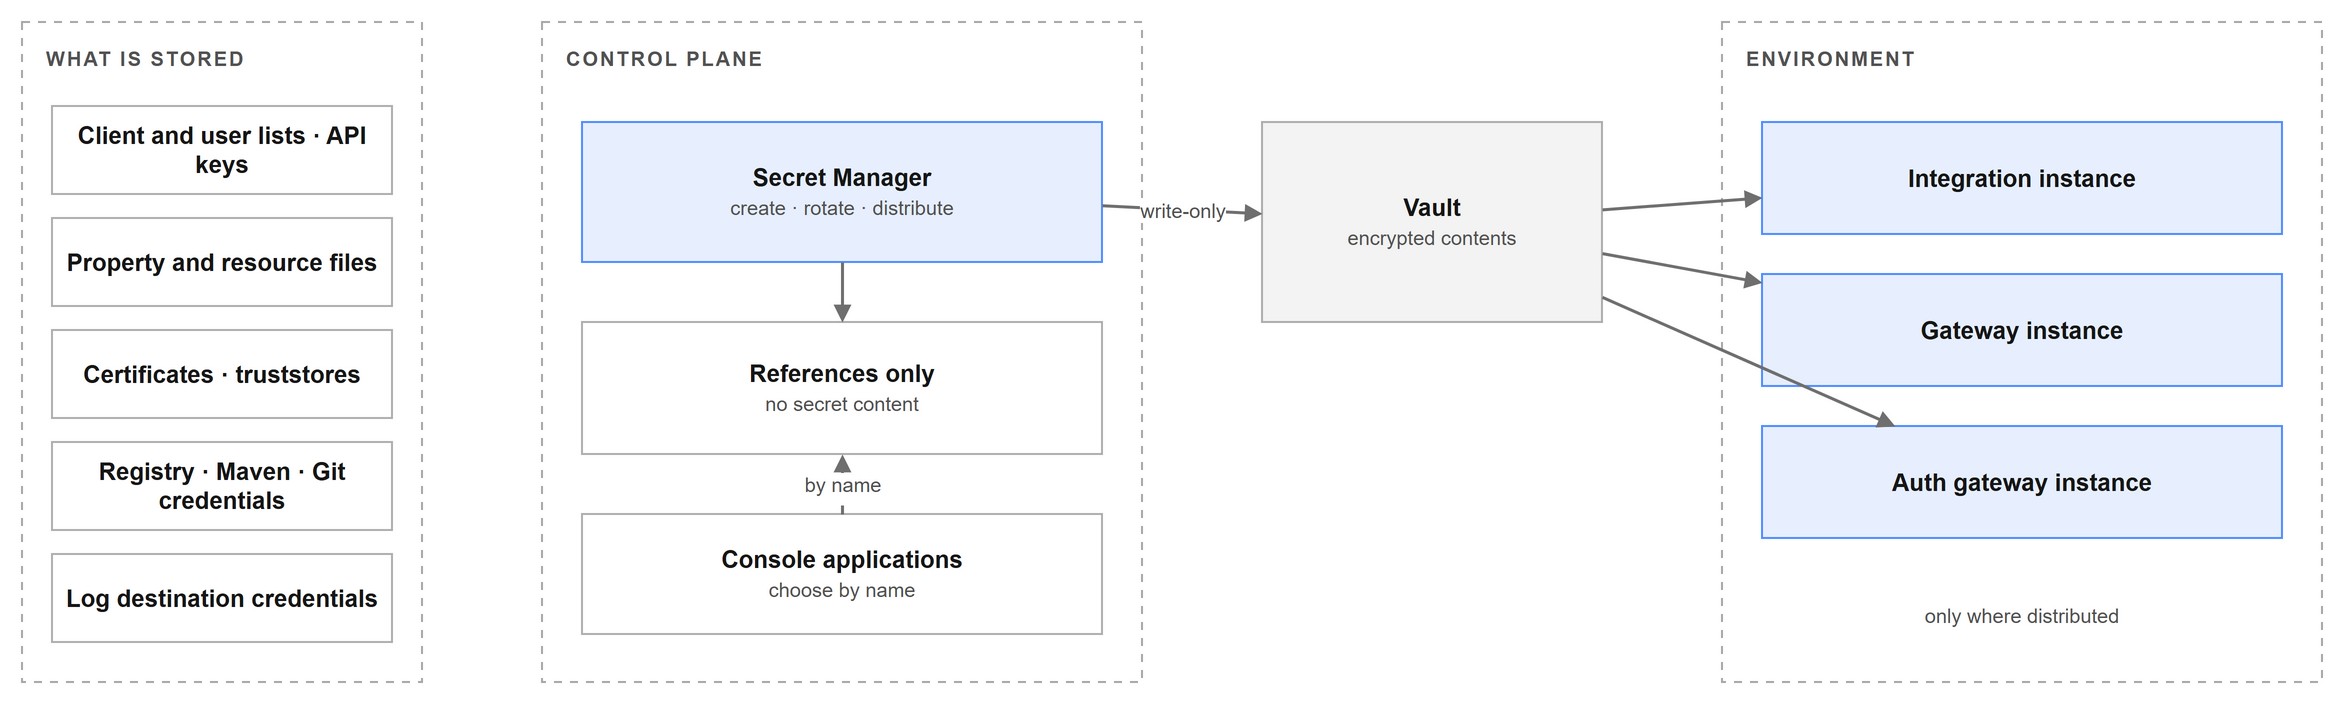 WHAT IS STORED
Client and user lists · API
keys
Property and resource files
Certificates · truststores
Registry · Maven · Git
credentials
Log destination credentials
CONTROL PLANE
Secret Manager
create · rotate · distribute
References only
no secret content
by name
Console applications
choose by name
write-only
Vault
encrypted contents
ENVIRONMENT
Integration instance
Gateway instance
Auth gateway instance
only where distributed